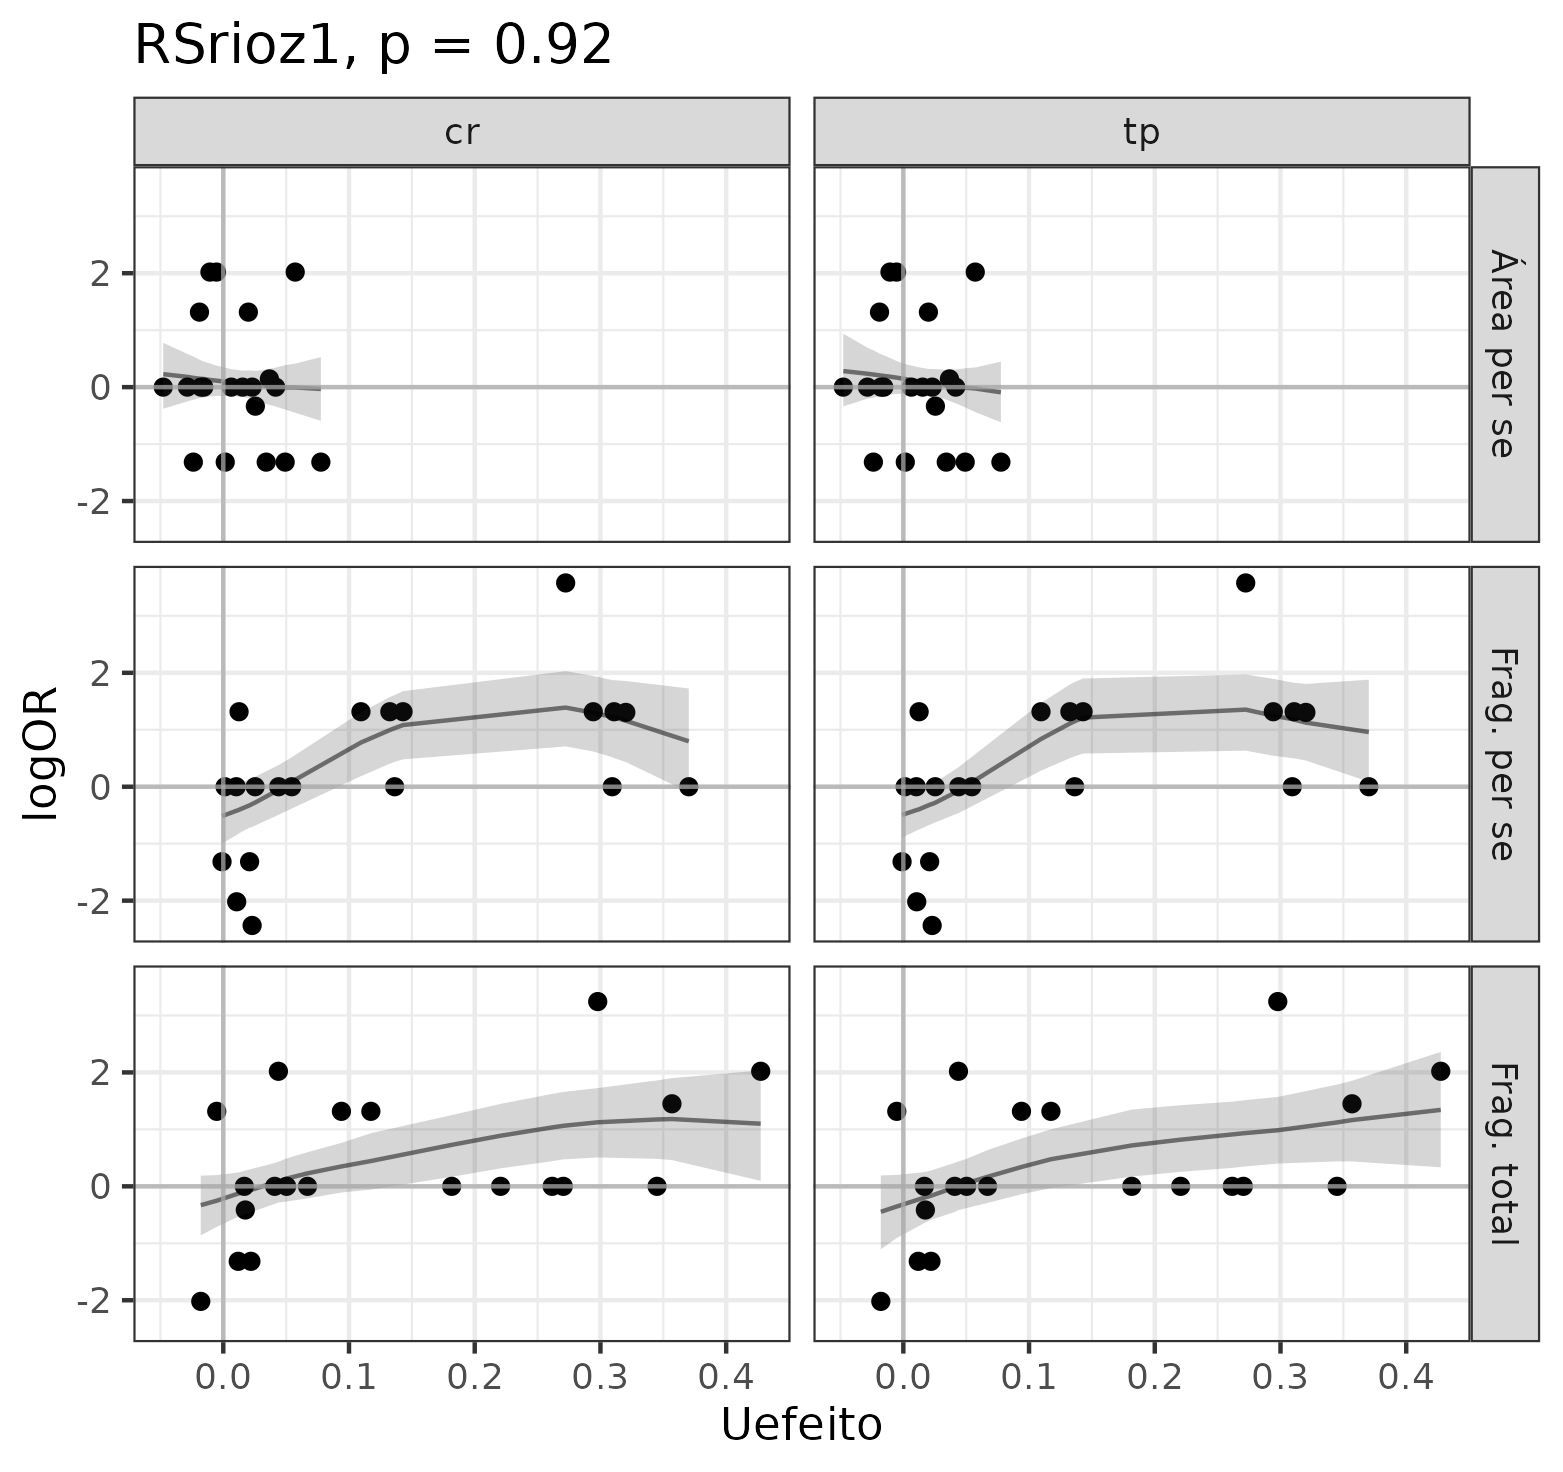 RSrioz1, p = 0.92
cr
tp
2
0
-2
Área per se
2
0
-2
Frag. per se
logOR
2
0
-2
Frag. total
0.0 0.1 0.2 0.3 0.4 0.0 0.1 0.2 0.3 0.4
Uefeito